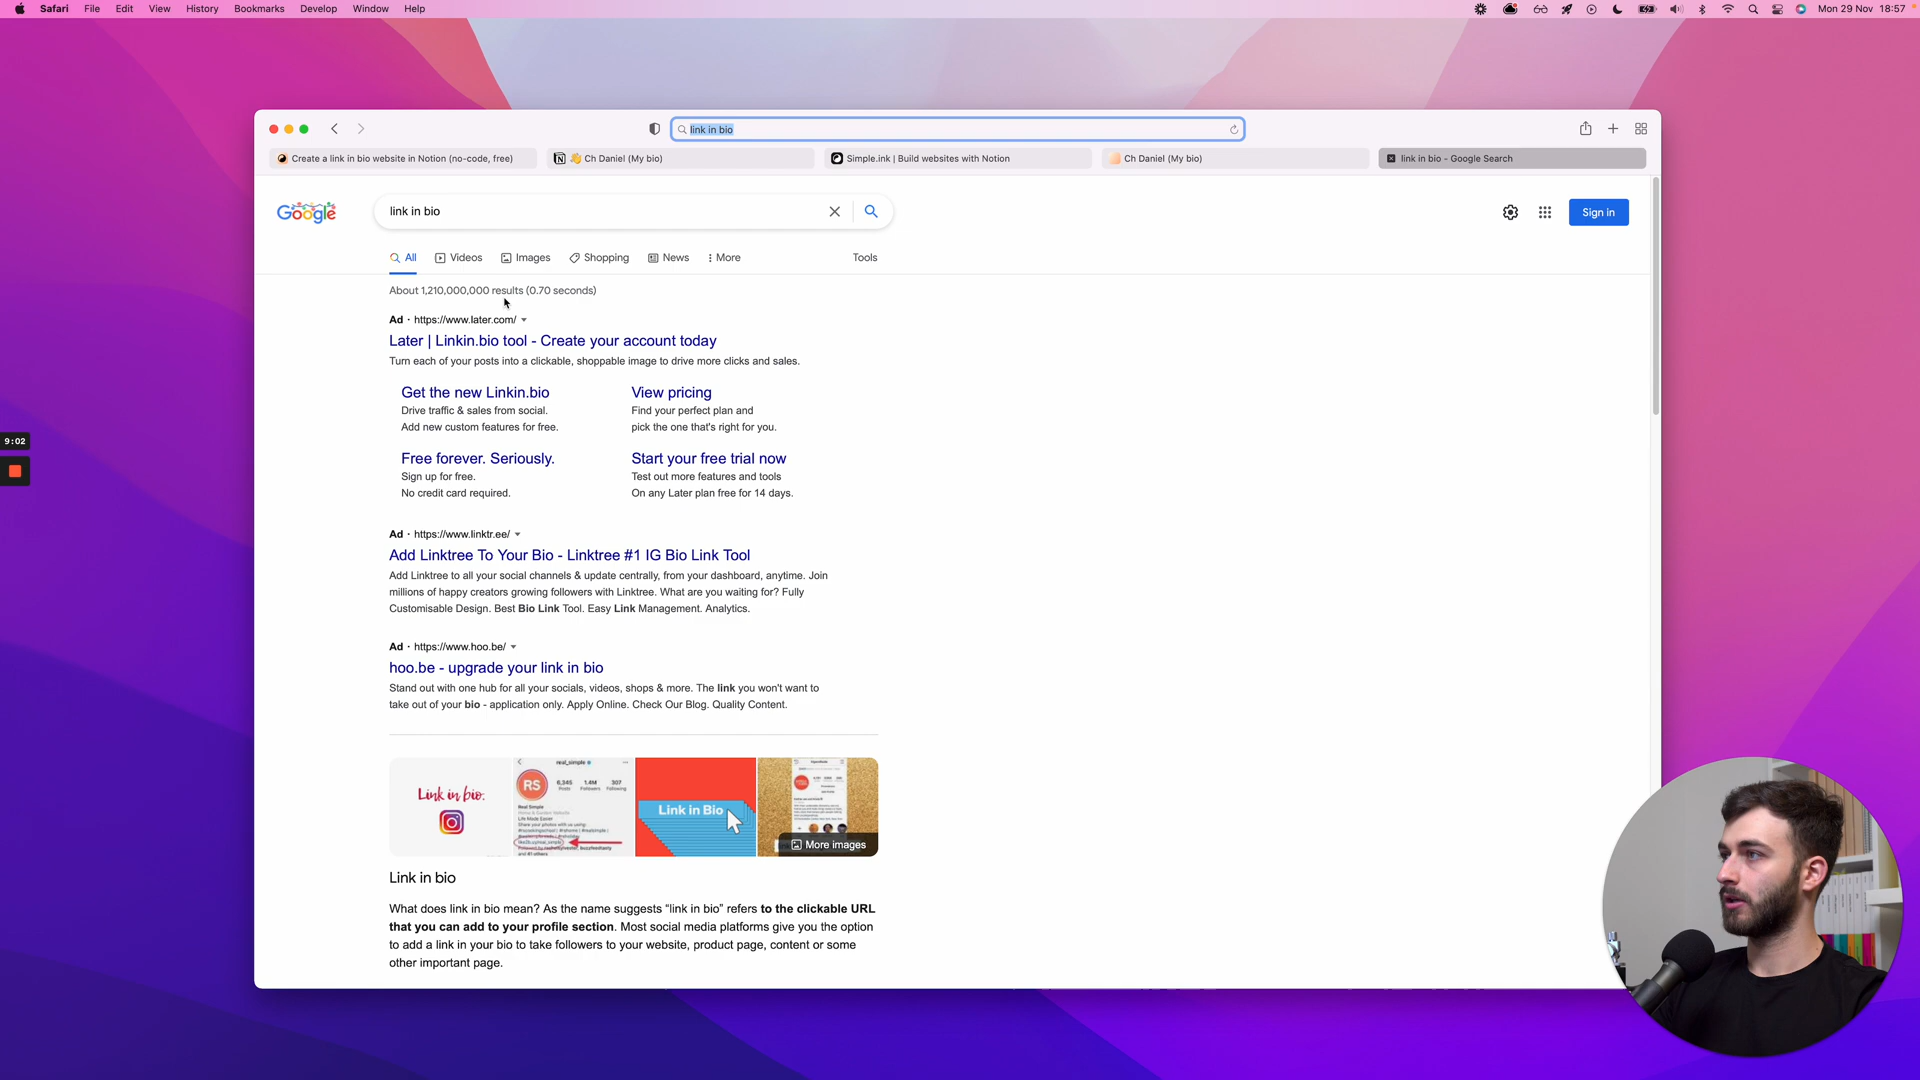 Safari File Edit View History Bookmarks Develop Window Help
Mon 29 Nov 18:57
link in bio
Create a link in bio website in Notion (no-code, free)
👋 Ch Daniel (My bio)
Simple.ink | Build websites with Notion
Ch Daniel (My bio)
link in bio - Google Search
Google
link in bio
Sign in
All Videos Images Shopping News More Tools
About 1,210,000,000 results (0.70 seconds)
Ad · https://www.later.com/
Later | Linkin.bio tool - Create your account today
Turn each of your posts into a clickable, shoppable image to drive more clicks and sales.
Get the new Linkin.bio
Drive traffic & sales from social.
Add new custom features for free.
View pricing
Find your perfect plan and
pick the one that's right for you.
9:02
Free forever. Seriously.
Sign up for free.
No credit card required.
Start your free trial now
Test out more features and tools
On any Later plan free for 14 days.
Ad · https://www.linktr.ee/
Add Linktree To Your Bio - Linktree #1 IG Bio Link Tool
Add Linktree to all your social channels & update centrally, from your dashboard, anytime. Join
millions of happy creators growing followers with Linktree. What are you waiting for? Fully
Customisable Design. Best Bio Link Tool. Easy Link Management. Analytics.
Ad · https://www.hoo.be/
hoo.be - upgrade your link in bio
Stand out with one hub for all your socials, videos, shops & more. The link you won't want to
take out of your bio - application only. Apply Online. Check Our Blog. Quality Content.
Link in bio.
real_simple
RS
6,345 1.4M 307
Posts Followers Following
Real Simple
Life Made Easier
Link in Bio
More images
Link in bio
What does link in bio mean? As the name suggests “link in bio” refers to the clickable URL
that you can add to your profile section. Most social media platforms give you the option
to add a link in your bio to take followers to your website, product page, content or some
other important page.